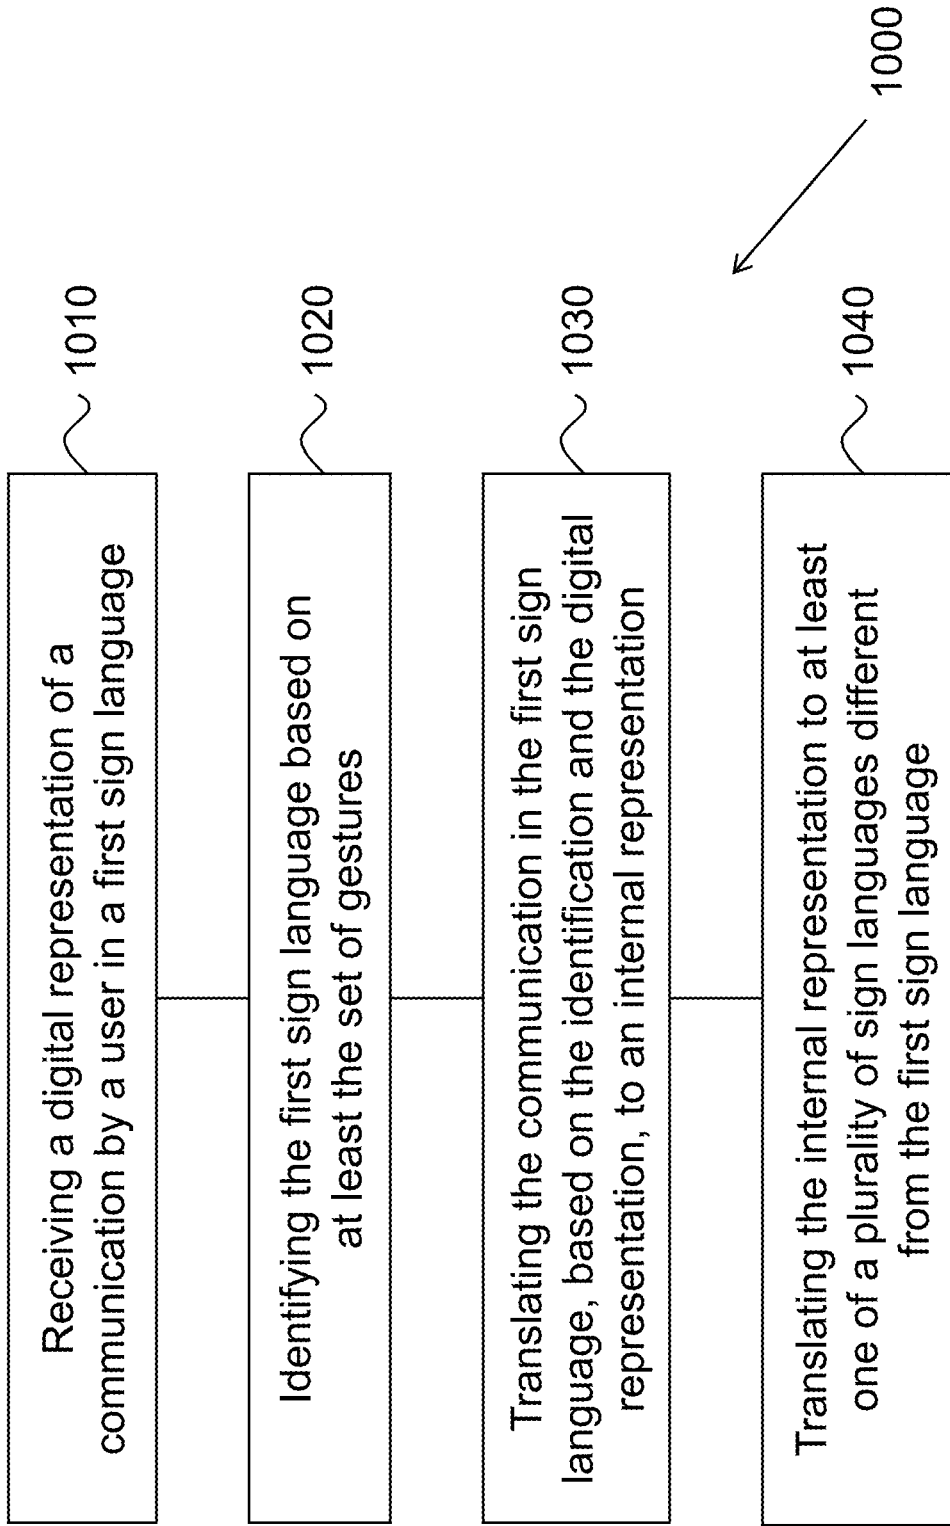 Receiving a digital representation of a
communication by a user in a first sign language
1010
Identifying the first sign language based on
at least the set of gestures
1020
Translating the communication in the first sign
language, based on the identification and the digital
representation, to an internal representation
1030
Translating the internal representation to at least
one of a plurality of sign languages different
from the first sign language
1040
1000